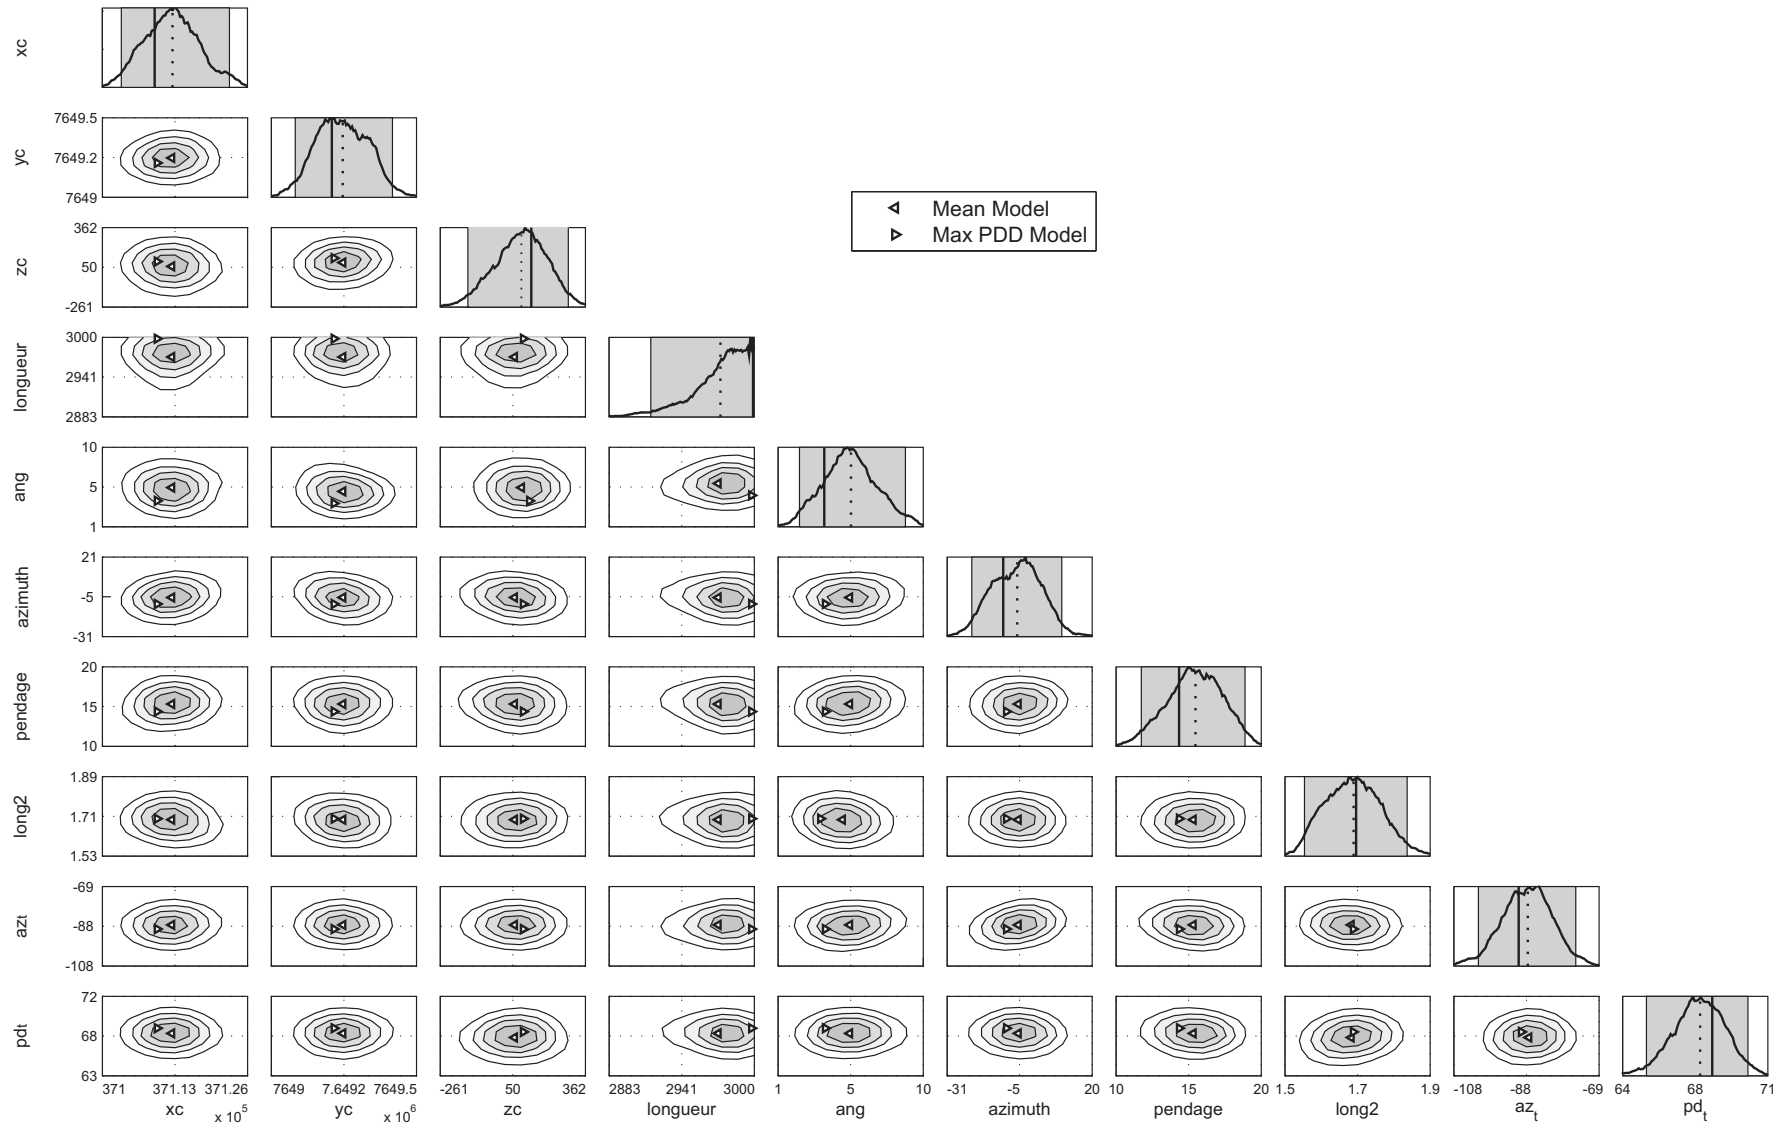 xc
yc
7649.5
7649.2
7649
Mean Model
Max PDD Model
zc
362
50
-261
longueur
3000
2941
2883
ang
10
5
1
azimuth
21
-5
-31
pendage
20
15
10
long2
1.89
1.71
1.53
azt
-69
-88
-108
pdt
72
68
63
371 371.13 371.26 7649 7.6492 7649.5 -261 50 362 2883 2941 3000 1 5 10 -31 -5 20 10 15 20 1.5 1.7 1.9 -108 -88 -69 64 68 71
xc x 10^5 yc x 10^6 zc longueur ang azimuth pendage long2 az_t pd_t